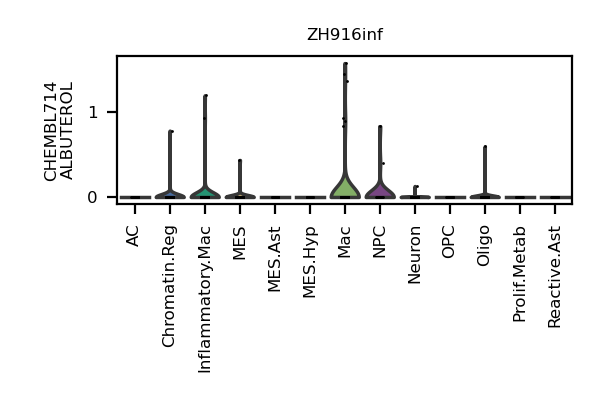 ZH916inf
CHEMBL714
ALBUTEROL
1
0
AC
Chromatin.Reg
Inflammatory.Mac
MES
MES.Ast
MES.Hyp
Mac
NPC
Neuron
OPC
Oligo
Prolif.Metab
Reactive.Ast